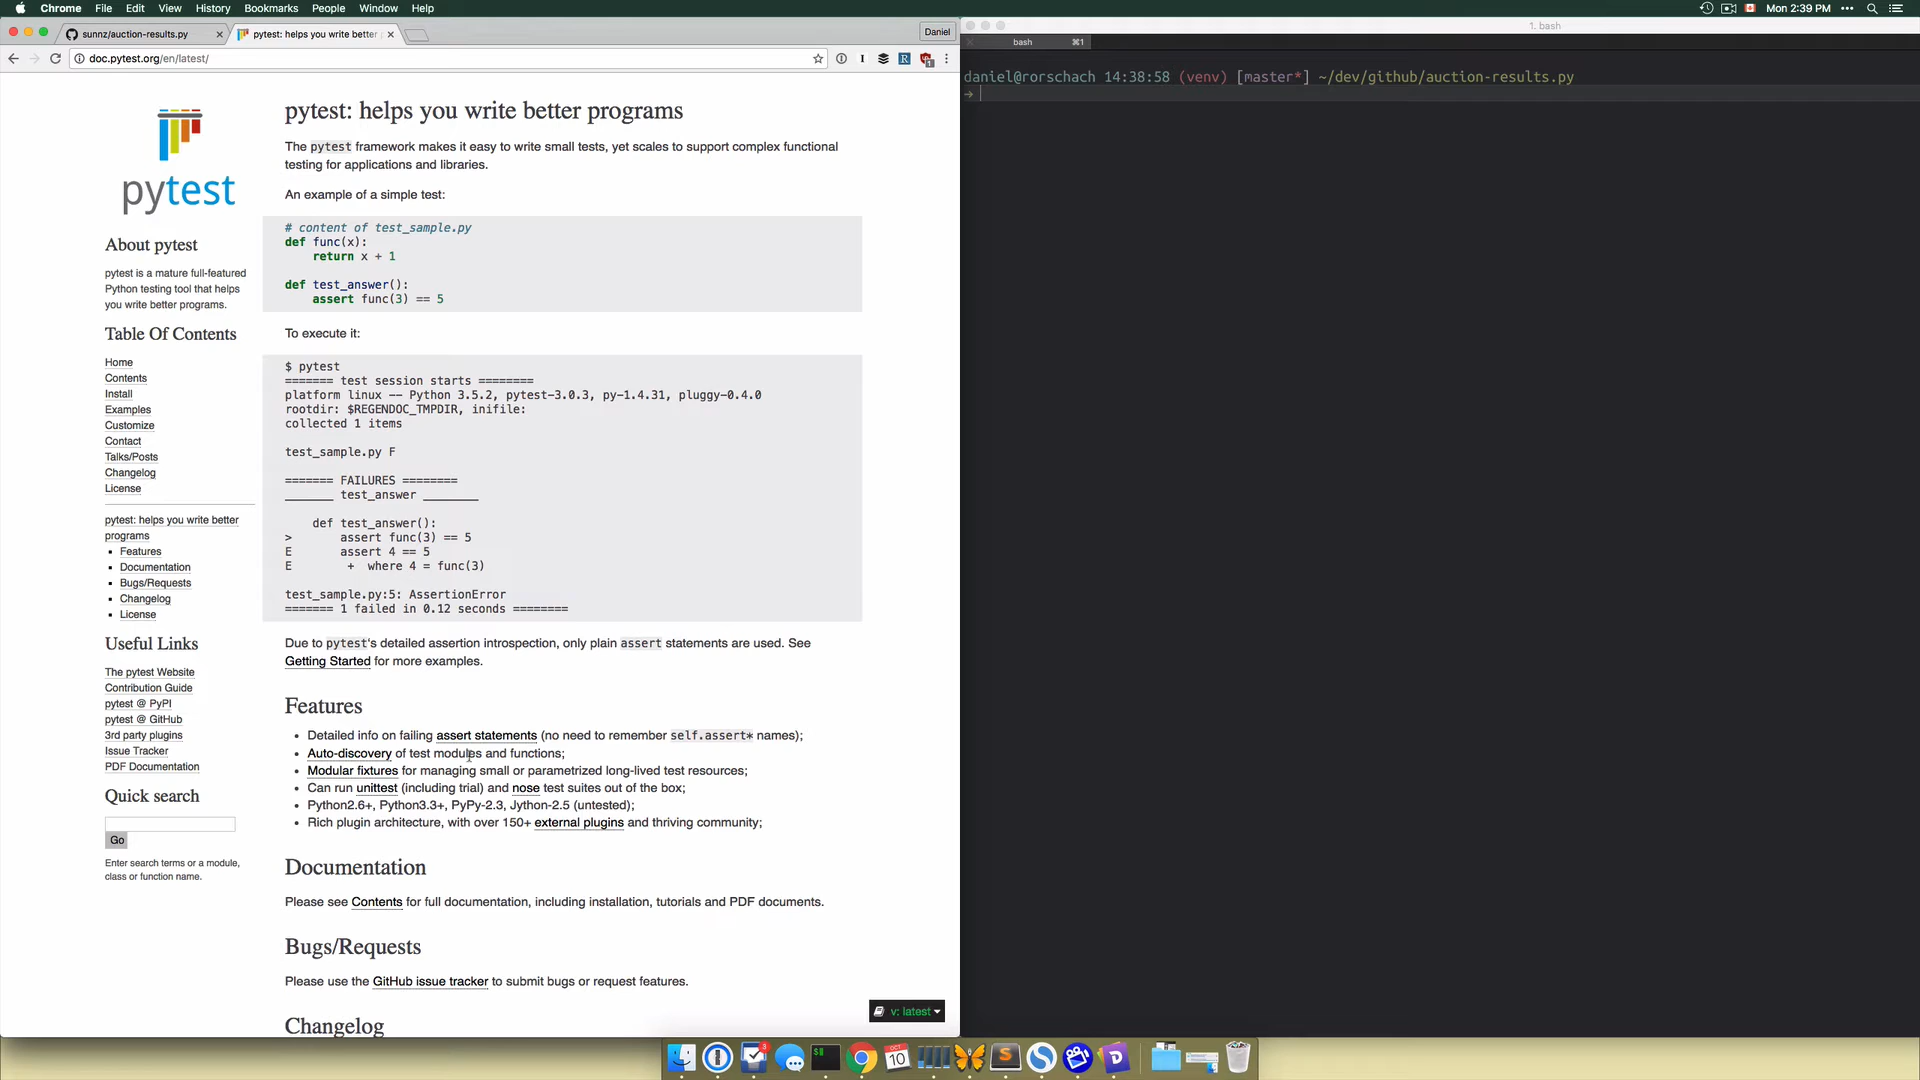 Chrome File Edit View History Bookmarks People Window Help
Mon 2:39 PM
sunnz/auction-results.py
pytest: helps you write better
Daniel
doc.pytest.org/en/latest/
1. bash
bash
⌘1
daniel@rorschach 14:38:58 (venv) [master*] ~/dev/github/auction-results.py
→
pytest
About pytest
pytest is a mature full-featured
Python testing tool that helps
you write better programs.
Table Of Contents
Home
Contents
Install
Examples
Customize
Contact
Talks/Posts
Changelog
License
pytest: helps you write better
programs
Features
Documentation
Bugs/Requests
Changelog
License
Useful Links
The pytest Website
Contribution Guide
pytest @ PyPI
pytest @ GitHub
3rd party plugins
Issue Tracker
PDF Documentation
Quick search
Go
Enter search terms or a module,
class or function name.
pytest: helps you write better programs
The pytest framework makes it easy to write small tests, yet scales to support complex functional
testing for applications and libraries.
An example of a simple test:
# content of test_sample.py
def func(x):
    return x + 1
def test_answer():
    assert func(3) == 5
To execute it:
$ pytest
======= test session starts ========
platform linux -- Python 3.5.2, pytest-3.0.3, py-1.4.31, pluggy-0.4.0
rootdir: $REGENDOC_TMPDIR, inifile:
collected 1 items
test_sample.py F
======= FAILURES ========
_______ test_answer ________
    def test_answer():
>       assert func(3) == 5
E       assert 4 == 5
E        +  where 4 = func(3)
test_sample.py:5: AssertionError
======= 1 failed in 0.12 seconds ========
Due to pytest's detailed assertion introspection, only plain assert statements are used. See
Getting Started for more examples.
Features
Detailed info on failing assert statements (no need to remember self.assert* names);
Auto-discovery of test modules and functions;
Modular fixtures for managing small or parametrized long-lived test resources;
Can run unittest (including trial) and nose test suites out of the box;
Python2.6+, Python3.3+, PyPy-2.3, Jython-2.5 (untested);
Rich plugin architecture, with over 150+ external plugins and thriving community;
Documentation
Please see Contents for full documentation, including installation, tutorials and PDF documents.
Bugs/Requests
Please use the GitHub issue tracker to submit bugs or request features.
v: latest
Changelog
3
OCT
10